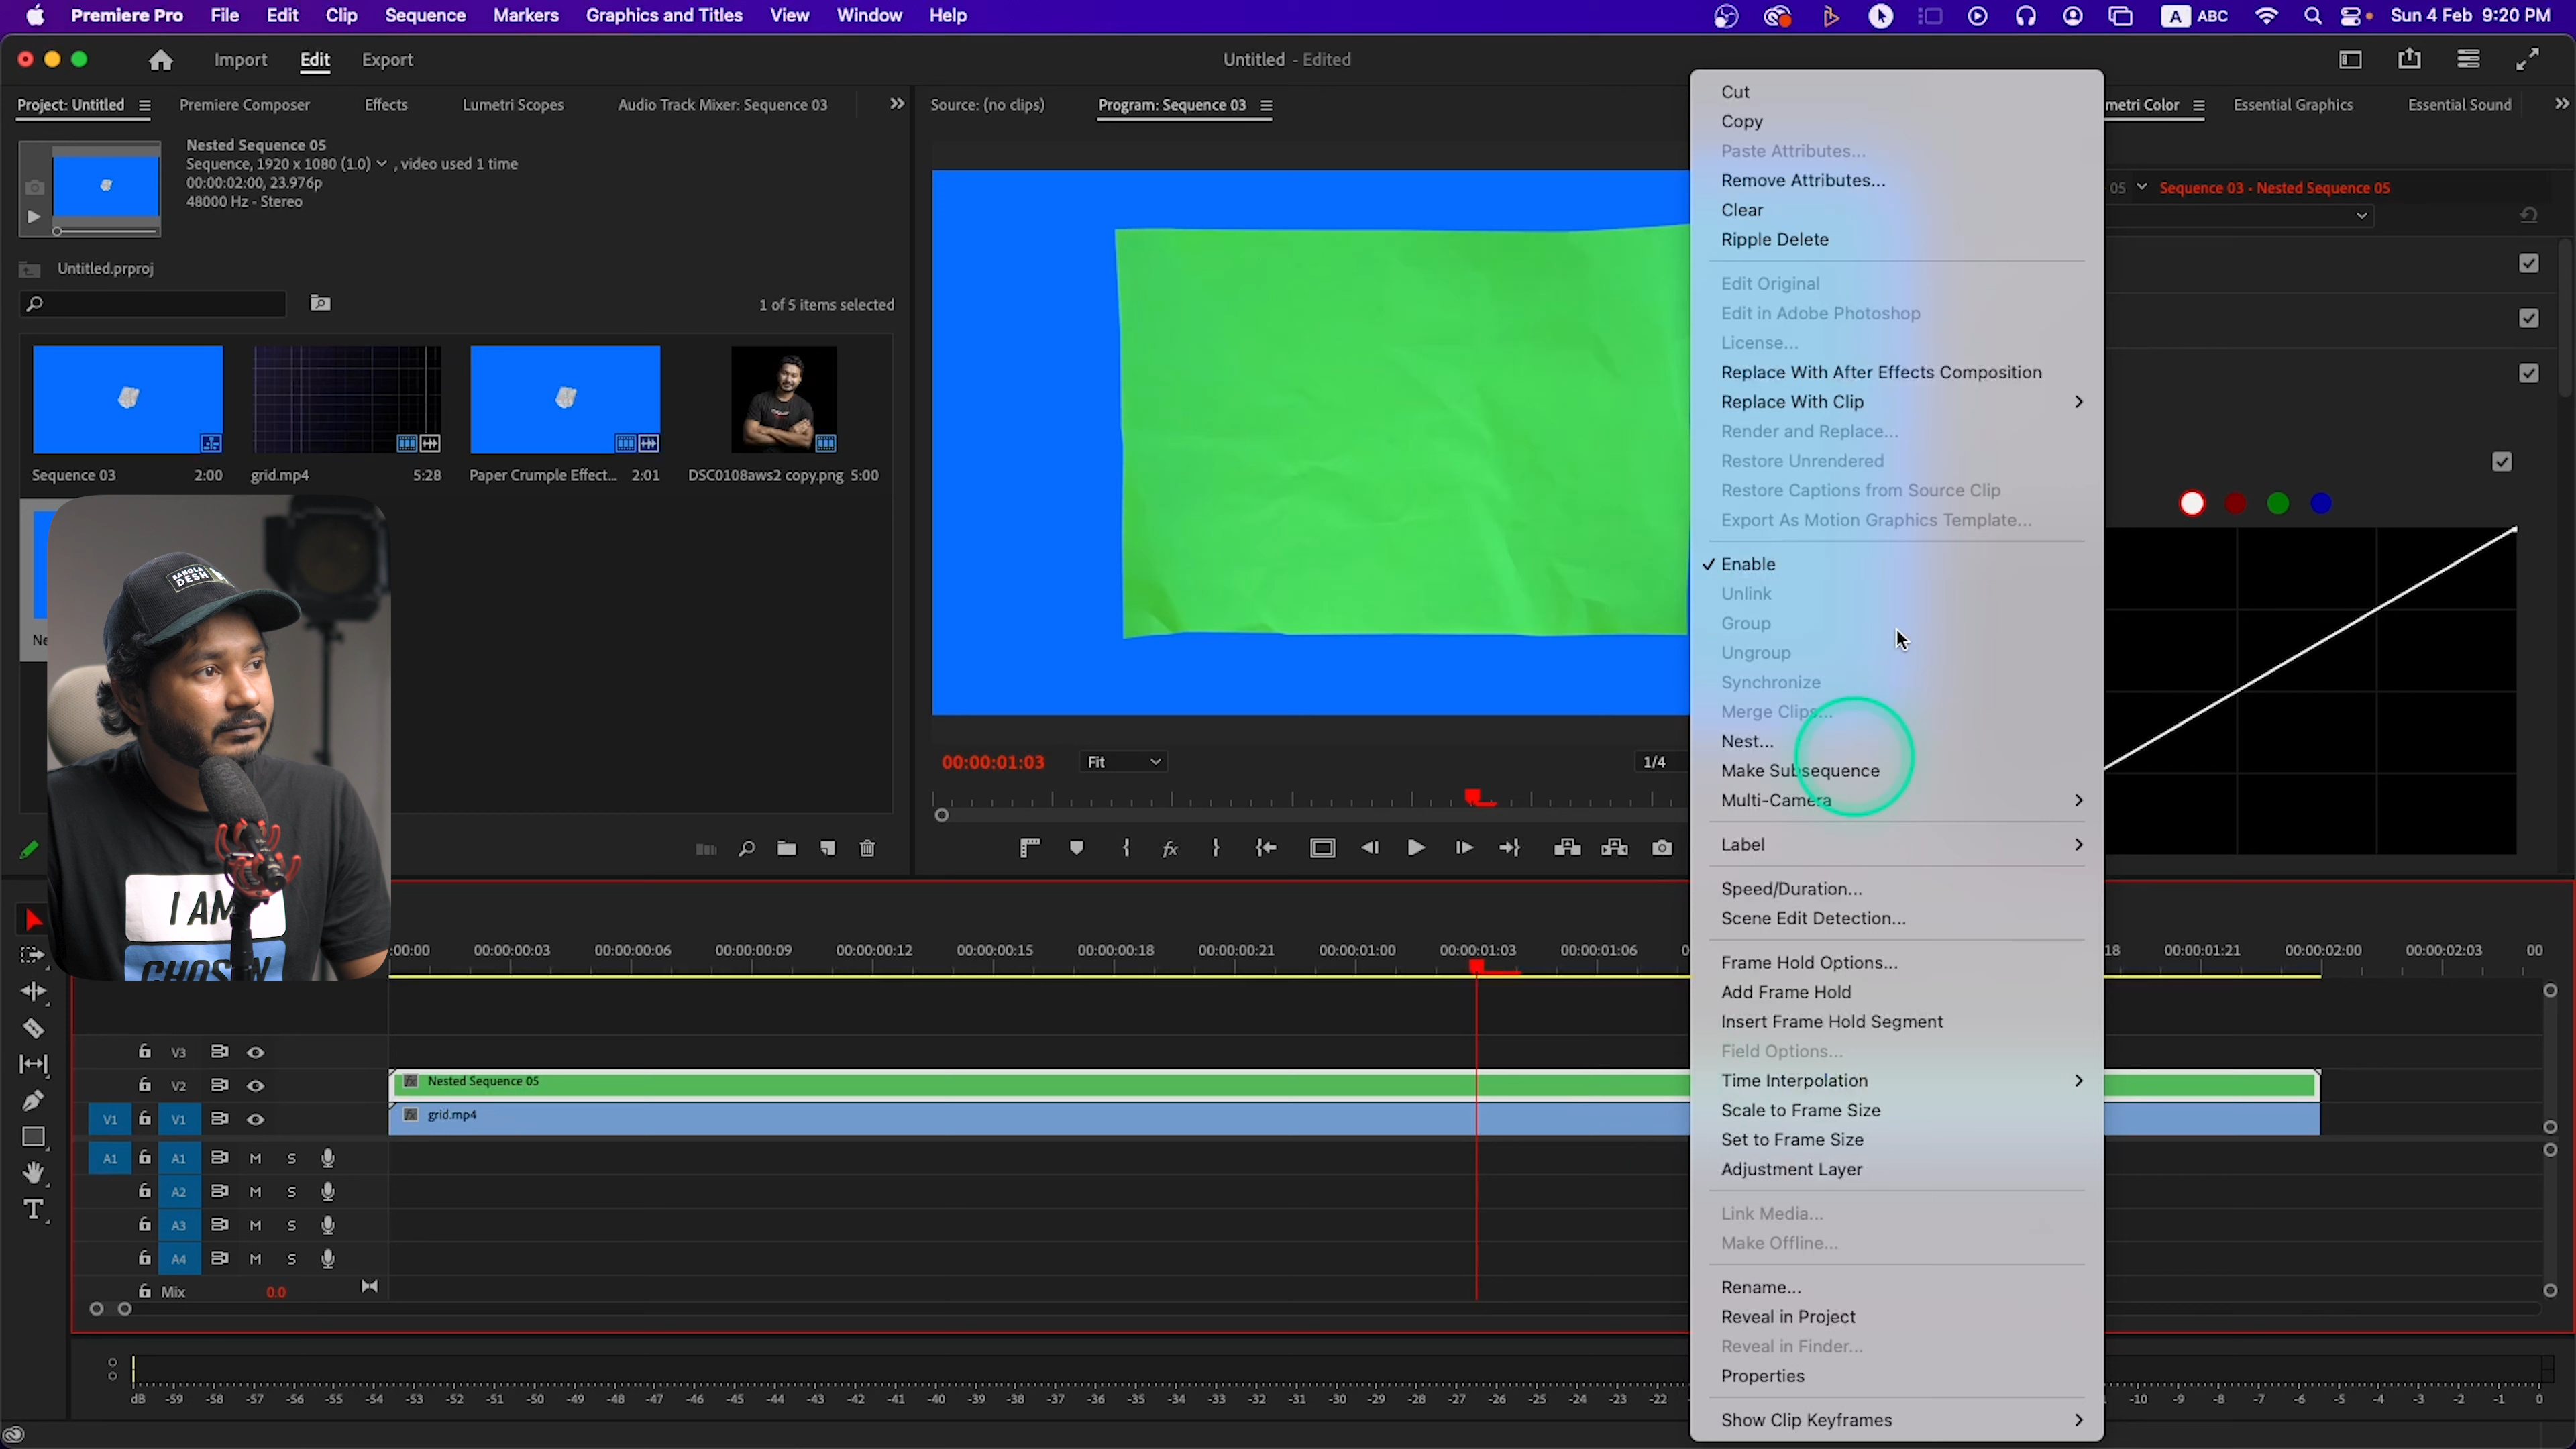 Premiere Pro File Edit Clip Sequence Markers Graphics and Titles View Window Help
A ABC Sun 4 Feb 9:20 PM
Import Edit Export
Untitled - Edited
Project: Untitled Premiere Composer Effects Lumetri Scopes Audio Track Mixer: Sequence 03
Source: (no clips) Program: Sequence 03
metri Color Essential Graphics Essential Sound
Nested Sequence 05
Sequence, 1920 x 1080 (1.0) , video used 1 time
00:00:02:00, 23.976p
48000 Hz - Stereo
Untitled.prproj
1 of 5 items selected
Sequence 03 2:00
grid.mp4 5:28
Paper Crumple Effect... 2:01
DSC0108aws2 copy.png 5:00
Ne
BANGLA
DESH
I AM
CHOSEN
00:00:01:03 Fit 1/4
05 Sequence 03 - Nested Sequence 05
Cut
Copy
Paste Attributes...
Remove Attributes...
Clear
Ripple Delete
Edit Original
Edit in Adobe Photoshop
License...
Replace With After Effects Composition
Replace With Clip
Render and Replace...
Restore Unrendered
Restore Captions from Source Clip
Export As Motion Graphics Template...
Enable
Unlink
Group
Ungroup
Synchronize
Merge Clips...
Nest...
Make Subsequence
Multi-Camera
Label
Speed/Duration...
Scene Edit Detection...
Frame Hold Options...
Add Frame Hold
Insert Frame Hold Segment
Field Options...
Time Interpolation
Scale to Frame Size
Set to Frame Size
Adjustment Layer
Link Media...
Make Offline...
Rename...
Reveal in Project
Reveal in Finder...
Properties
Show Clip Keyframes
:00:00 00:00:00:03 00:00:00:06 00:00:00:09 00:00:00:12 00:00:00:15 00:00:00:18 00:00:00:21 00:00:01:00 00:00:01:03 00:00:01:06 0 18 00:00:01:21 00:00:02:00 00:00:02:03 00
V3
V2 fx Nested Sequence 05
V1 V1 fx grid.mp4
A1 A1 M S
A2 M S
A3 M S
A4 M S
Mix 0.0
dB -59 -58 -57 -56 -55 -54 -53 -52 -51 -50 -49 -48 -47 -46 -45 -44 -43 -42 -41 -40 -39 -38 -37 -36 -35 -34 -33 -32 -31 -30 -29 -28 -27 -26 -25 -24 -23 -22 -10 -9 -8 -7 -6 -5 -4 -3 -2 -1 0